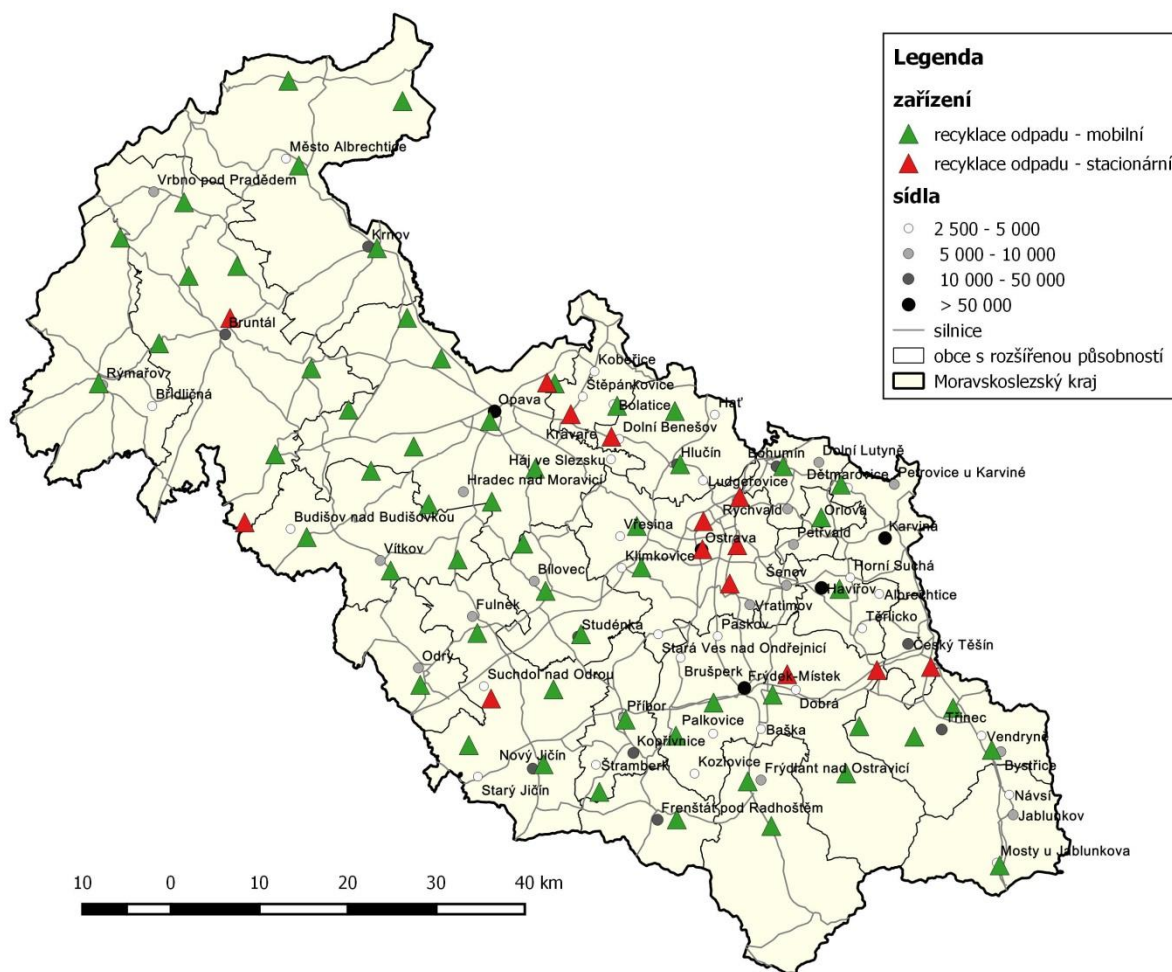 Legenda
zařízení
recyklace odpadu - mobilní
recyklace odpadu - stacionární
sídla
2 500 - 5 000
5 000 - 10 000
10 000 - 50 000
> 50 000
silnice
obce s rozšířenou působností
Moravskoslezský kraj
Město Albrechtice
Vrbno pod Pradědem
Krnov
Bruntál
Rýmařov
Břidličná
Kobeřice
Štěpánkovice
Opava
Bolatice
Hať
Kravaře
Dolní Benešov
Háj ve Slezsku
Hlučín
Bohumín
Dolní Lutyně
Hradec nad Moravicí
Ludgeřovice
Dětmarovice
Petrovice u Karviné
Budišov nad Budišovkou
Rychvald
Orlová
Vřesina
Ostrava
Petřvald
Karviná
Vítkov
Klimkovice
Horní Suchá
Bílovec
Šenov
Havířov
Albrechtice
Fulnek
Vratimov
Studénka
Paskov
Těrlicko
Stará Ves nad Ondřejnicí
Český Těšín
Odry
Suchdol nad Odrou
Brušperk
Frýdek-Místek
Dobrá
Příbor
Palkovice
Baška
Třinec
Vendryně
Kopřivnice
Nový Jičín
Štramberk
Kozlovice
Frýdlant nad Ostravicí
Bystřice
Starý Jičín
Návsí
Frenštát pod Radhoštěm
Jablunkov
Mosty u Jablunkova
10 0 10 20 30 40 km